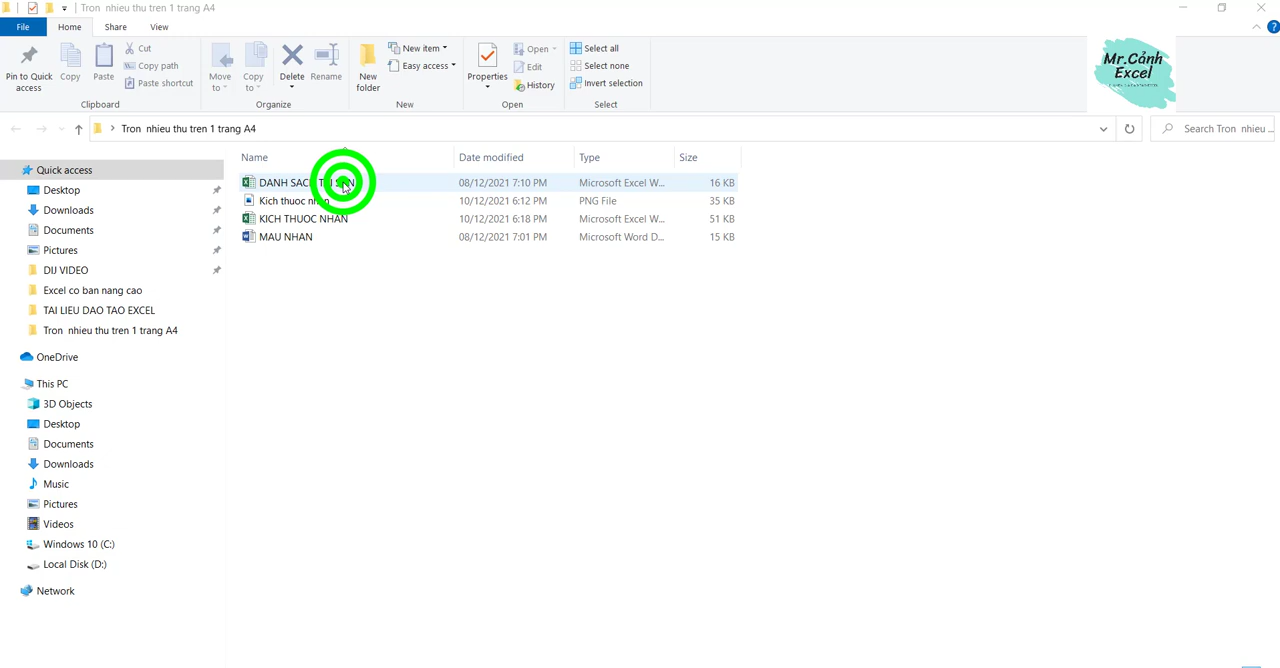 Tron nhieu thu tren 1 trang A4
File Home Share View
Pin to Quick access
Copy
Paste
Cut
Copy path
Paste shortcut
Clipboard
Move to
Copy to
Delete
Rename
Organize
New folder
New item
Easy access
New
Properties
Open
Edit
History
Open
Select all
Select none
Invert selection
Select
Mr.Cảnh
Excel
Tron nhieu thu tren 1 trang A4
Search Tron nhieu ...
Name Date modified Type Size
DANH SACH 08/12/2021 7:10 PM Microsoft Excel W... 16 KB
Kich thuoc nhan 10/12/2021 6:12 PM PNG File 35 KB
KICH THUOC NHAN 10/12/2021 6:18 PM Microsoft Excel W... 51 KB
MAU NHAN 08/12/2021 7:01 PM Microsoft Word D... 15 KB
Quick access
Desktop
Downloads
Documents
Pictures
DIJ VIDEO
Excel co ban nang cao
TAI LIEU DAO TAO EXCEL
Tron nhieu thu tren 1 trang A4
OneDrive
This PC
3D Objects
Desktop
Documents
Downloads
Music
Pictures
Videos
Windows 10 (C:)
Local Disk (D:)
Network